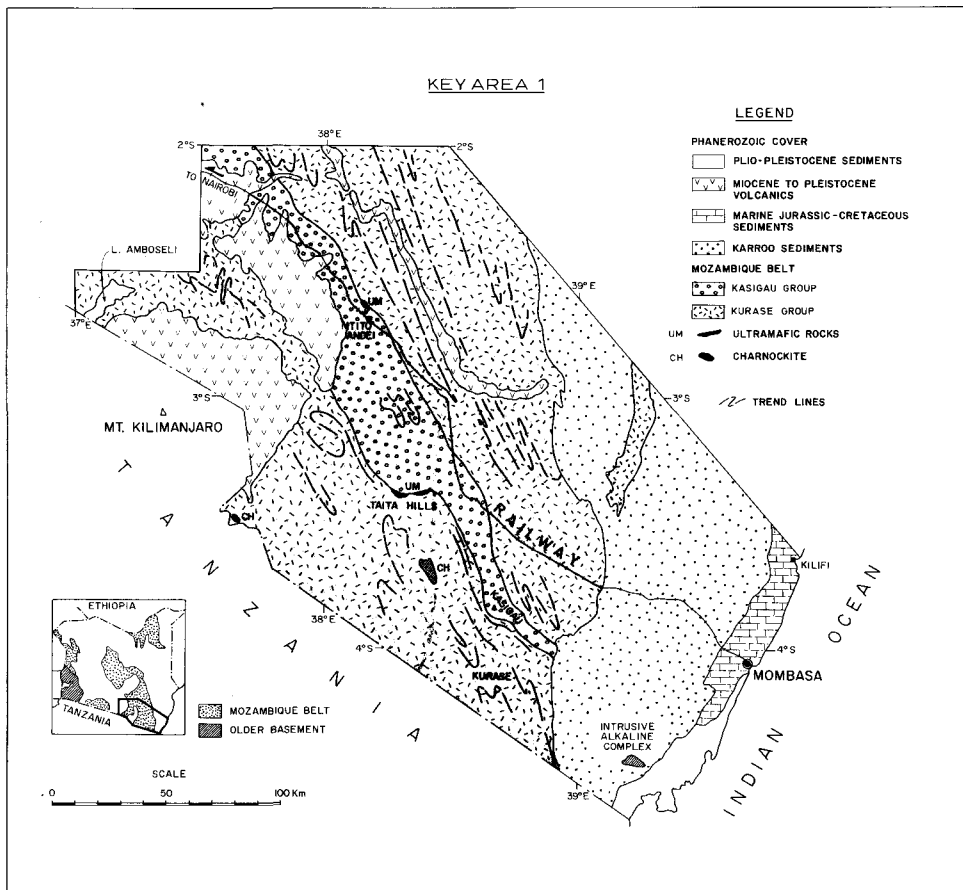 KEY AREA 1
LEGEND
PHANEROZOIC COVER
PLIO-PLEISTOCENE SEDIMENTS
MIOCENE TO PLEISTOCENE
VOLCANICS
MARINE JURASSIC-CRETACEOUS
SEDIMENTS
KARROO SEDIMENTS
MOZAMBIQUE BELT
KASIGAU GROUP
KURASE GROUP
UM ULTRAMAFIC ROCKS
CH CHARNOCKITE
TREND LINES
38°E
2°S
2°S
TO NAIROBI
L. AMBOSELI
37°E
39°E
UM
MTITO
ANDEI
3°S
3°S
MT. KILIMANJARO
UM
TAITA HILLS
CH
RAILWAY
CH
KILIFI
KASIGAU
38°E
4°S
4°S
MOMBASA
KURASE
TANZANIA
INTRUSIVE
ALKALINE
COMPLEX
39°E
INDIAN OCEAN
ETHIOPIA
TANZANIA
MOZAMBIQUE BELT
OLDER BASEMENT
SCALE
0 50 100 Km